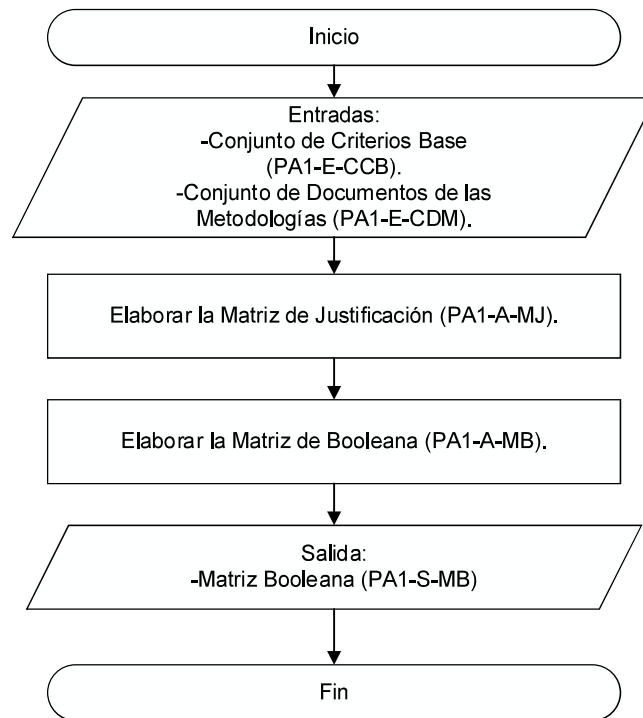 Inicio
Entradas:
-Conjunto de Criterios Base
(PA1-E-CCB).
-Conjunto de Documentos de las
Metodologías (PA1-E-CDM).
Elaborar la Matriz de Justificación (PA1-A-MJ).
Elaborar la Matriz de Booleana (PA1-A-MB).
Salida:
-Matriz Booleana (PA1-S-MB)
Fin